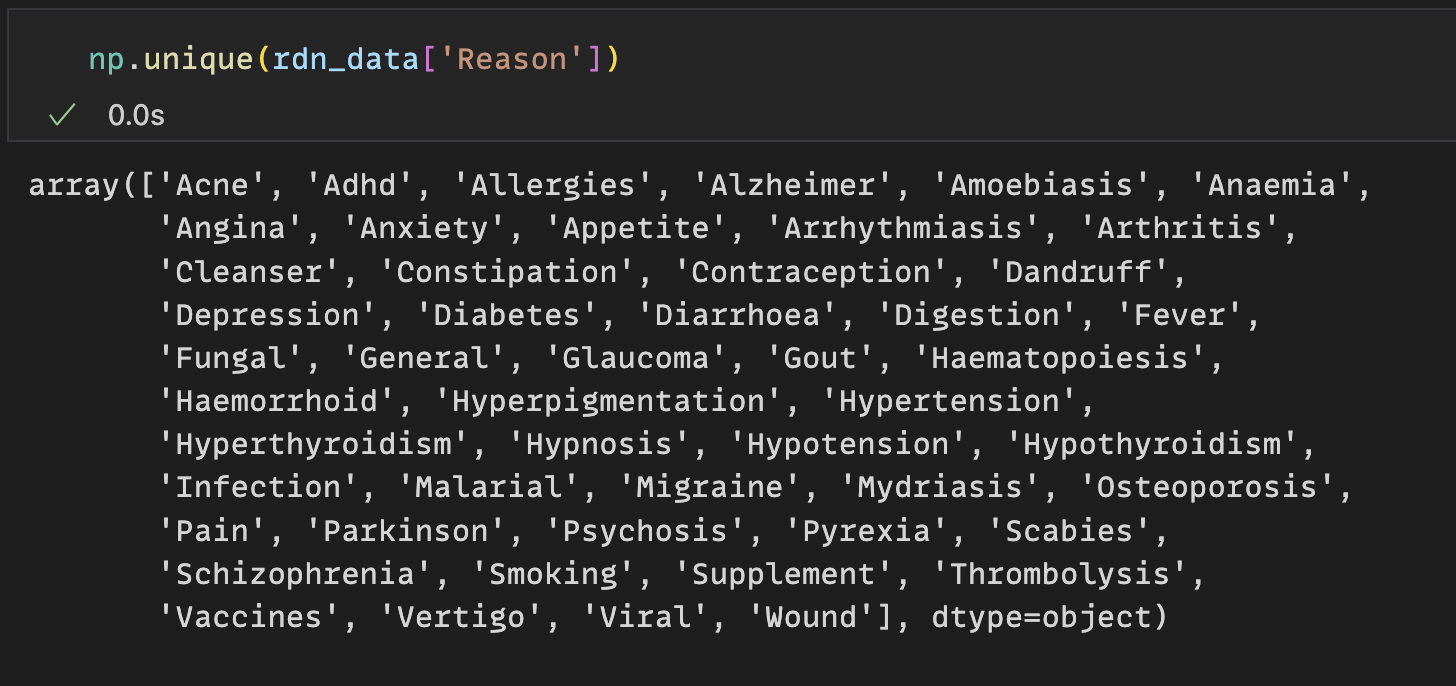 np.unique(rdn_data['Reason'])
✓ 0.0s
array(['Acne', 'Adhd', 'Allergies', 'Alzheimer', 'Amoebiasis', 'Anaemia',
'Angina', 'Anxiety', 'Appetite', 'Arrhythmiasis', 'Arthritis',
'Cleanser', 'Constipation', 'Contraception', 'Dandruff',
'Depression', 'Diabetes', 'Diarrhoea', 'Digestion', 'Fever',
'Fungal', 'General', 'Glaucoma', 'Gout', 'Haematopoiesis',
'Haemorrhoid', 'Hyperpigmentation', 'Hypertension',
'Hyperthyroidism', 'Hypnosis', 'Hypotension', 'Hypothyroidism',
'Infection', 'Malarial', 'Migraine', 'Mydriasis', 'Osteoporosis',
'Pain', 'Parkinson', 'Psychosis', 'Pyrexia', 'Scabies',
'Schizophrenia', 'Smoking', 'Supplement', 'Thrombolysis',
'Vaccines', 'Vertigo', 'Viral', 'Wound'], dtype=object)